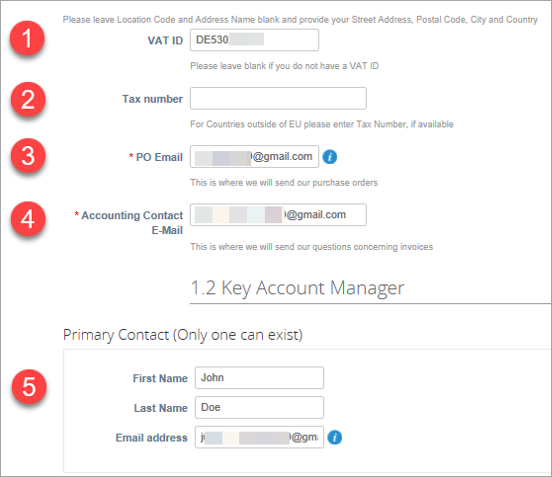 Please leave Location Code and Address Name blank and provide your Street Address, Postal Code, City and Country
1
VAT ID DE530
Please leave blank if you do not have a VAT ID
2
Tax number
For Countries outside of EU please enter Tax Number, if available
3
* PO Email @gmail.com i
This is where we will send our purchase orders
4
* Accounting Contact @gmail.com
E-Mail
This is where we will send our questions concerning invoices
1.2 Key Account Manager
Primary Contact (Only one can exist)
5
First Name John
Last Name Doe
Email address @gma i